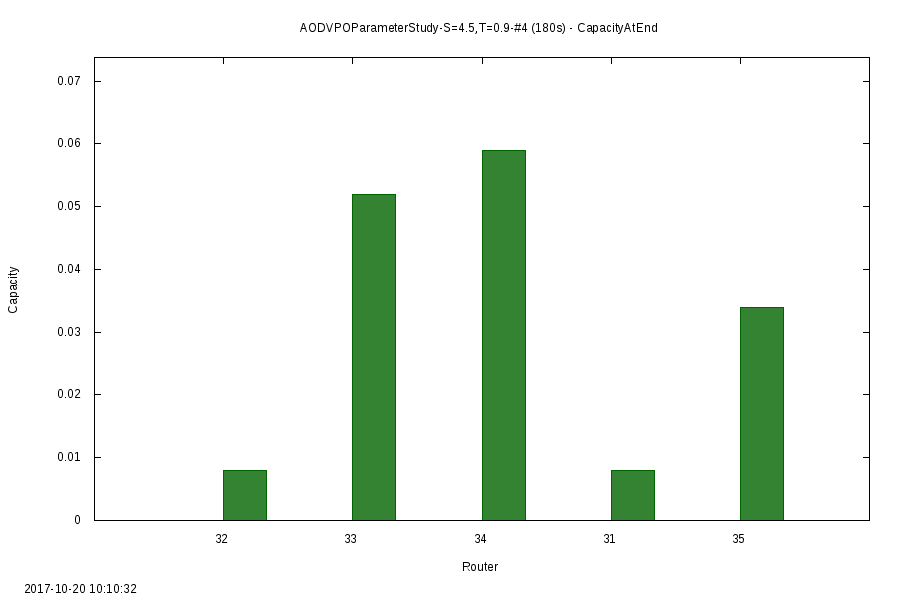 AODVPOParameterStudy-S=4.5,T=0.9-#4 (180s) - CapacityAtEnd
0.07
0.06
0.05
0.04
0.03
0.02
0.01
0
Capacity
32 33 34 31 35
Router
2017-10-20 10:10:32